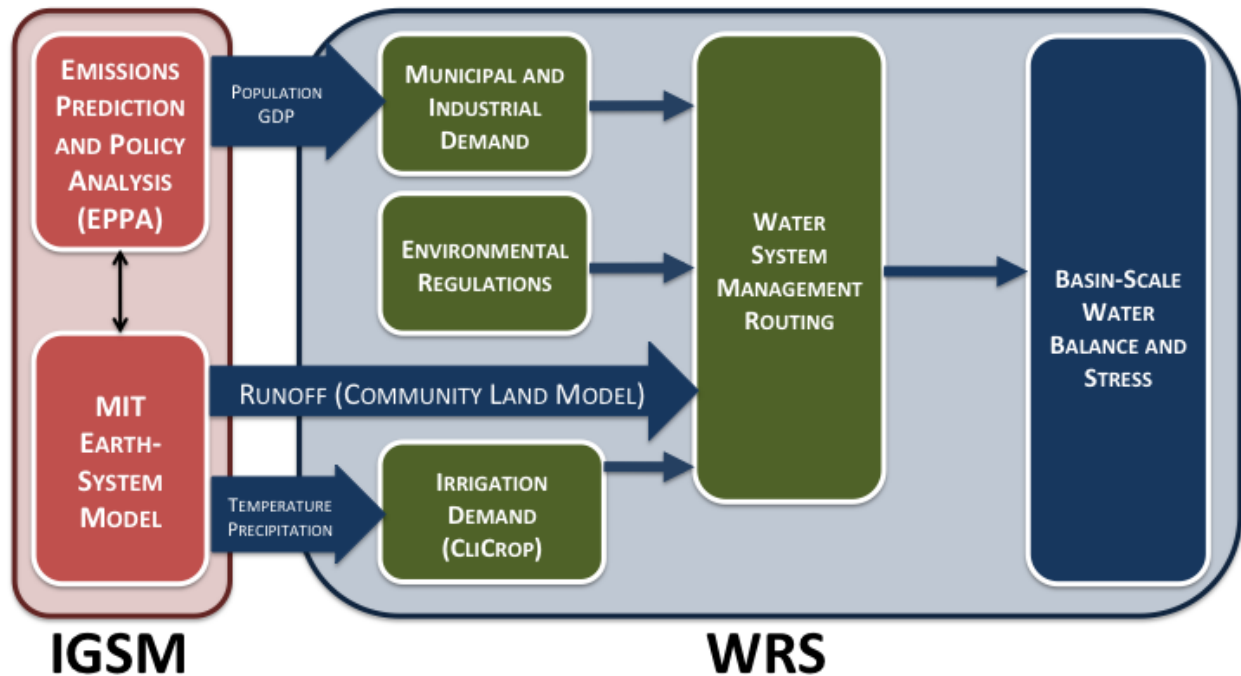 EMISSIONS
PREDICTION
AND POLICY
ANALYSIS
(EPPA)
POPULATION
GDP
MUNICIPAL AND
INDUSTRIAL
DEMAND
ENVIRONMENTAL
REGULATIONS
WATER
SYSTEM
MANAGEMENT
ROUTING
BASIN-SCALE
WATER
BALANCE AND
STRESS
MIT
EARTH-
SYSTEM
MODEL
RUNOFF (COMMUNITY LAND MODEL)
TEMPERATURE
PRECIPITATION
IRRIGATION
DEMAND
(CLICROP)
IGSM
WRS